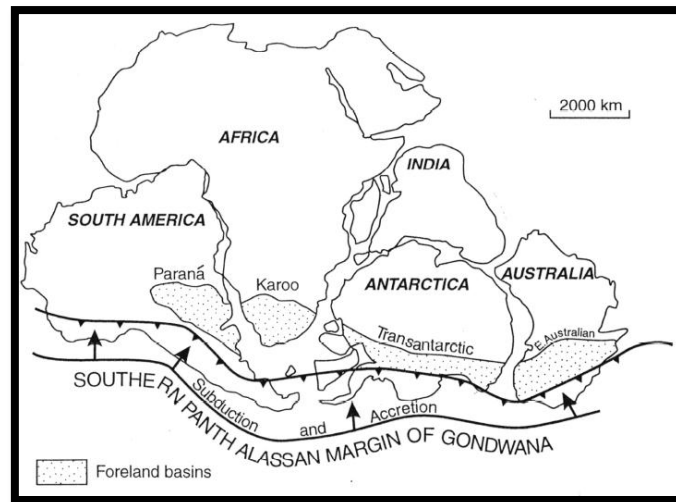 2000 km
AFRICA
INDIA
SOUTH AMERICA
Paraná
Karoo
ANTARCTICA
AUSTRALIA
Transantarctic
E. Australian
Subduction and Accretion
SOUTHERN PANTHALASSAN MARGIN OF GONDWANA
Foreland basins